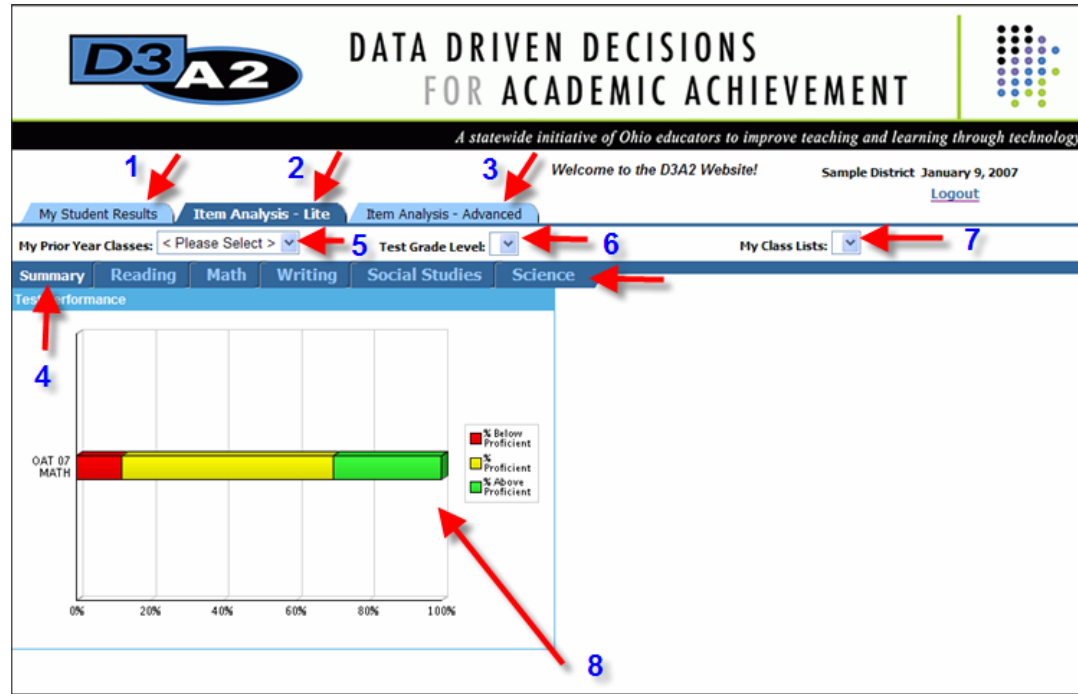 D3
A2
DATA DRIVEN DECISIONS
FOR ACADEMIC ACHIEVEMENT
A statewide initiative of Ohio educators to improve teaching and learning through technology
1
2
3
Welcome to the D3A2 Website!
Sample District January 9, 2007
Logout
My Student Results
Item Analysis - Lite
Item Analysis - Advanced
My Prior Year Classes: < Please Select >
5
Test Grade Level:
6
My Class Lists:
7
Summary Reading Math Writing Social Studies Science
Test Performance
4
OAT 07
MATH
% Below
Proficient
%
Proficient
% Above
Proficient
0% 20% 40% 60% 80% 100%
8